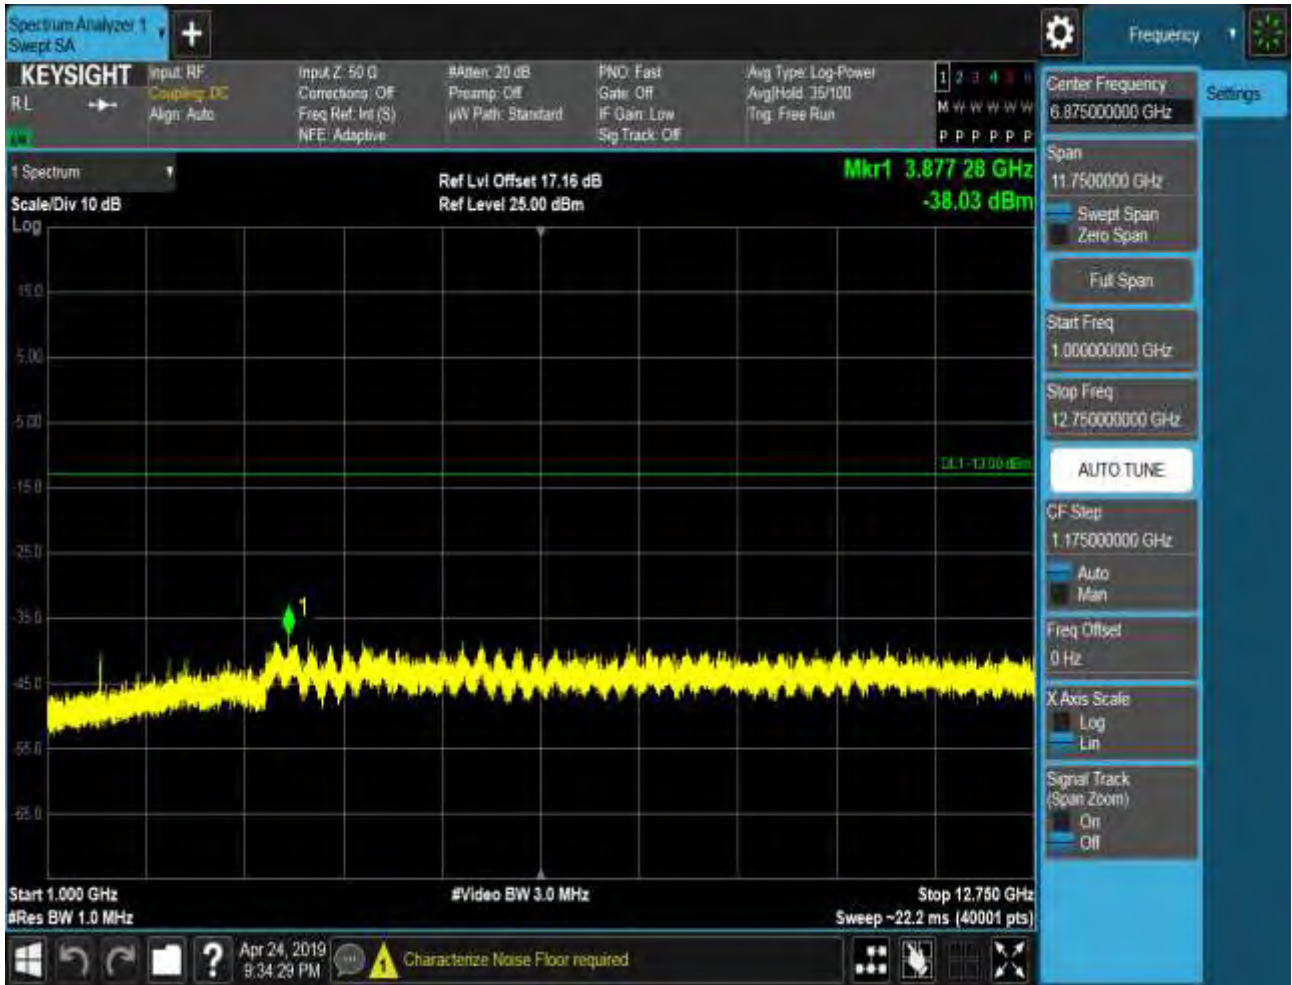 Spectrum Analyzer 1
Swept SA
Frequency
KEYSIGHT
RL
Input: RF
Coupling: DC
Align: Auto
Input Z: 50 Ω
Corrections: Off
Freq Ref: Int (S)
NFE: Adaptive
#Atten: 20 dB
Preamp: Off
µW Path: Standard
PNO: Fast
Gate: Off
IF Gain: Low
Sig Track: Off
Avg Type: Log-Power
Avg|Hold: 35/100
Trig: Free Run
1 2 3 4 5 6
M W W W W W
P P P P P P
Center Frequency
6.875000000 GHz
Settings
1 Spectrum
Scale/Div 10 dB
Log
Ref Lvl Offset 17.16 dB
Ref Level 25.00 dBm
Mkr1 3.877 28 GHz
-38.03 dBm
Span
11.7500000 GHz
Swept Span
Zero Span
Full Span
Start Freq
1.000000000 GHz
Stop Freq
12.750000000 GHz
AUTO TUNE
CF Step
1.175000000 GHz
Auto
Man
Freq Offset
0 Hz
X Axis Scale
Log
Lin
Signal Track
(Span Zoom)
On
Off
15.0
5.00
-5.00
DL1 -13.00 dBm
-15.0
-25.0
-35.0
1
-45.0
-55.0
-65.0
Start 1.000 GHz
#Res BW 1.0 MHz
#Video BW 3.0 MHz
Stop 12.750 GHz
Sweep ~22.2 ms (40001 pts)
?
Apr 24, 2019
9:34:29 PM
1
Characterize Noise Floor required